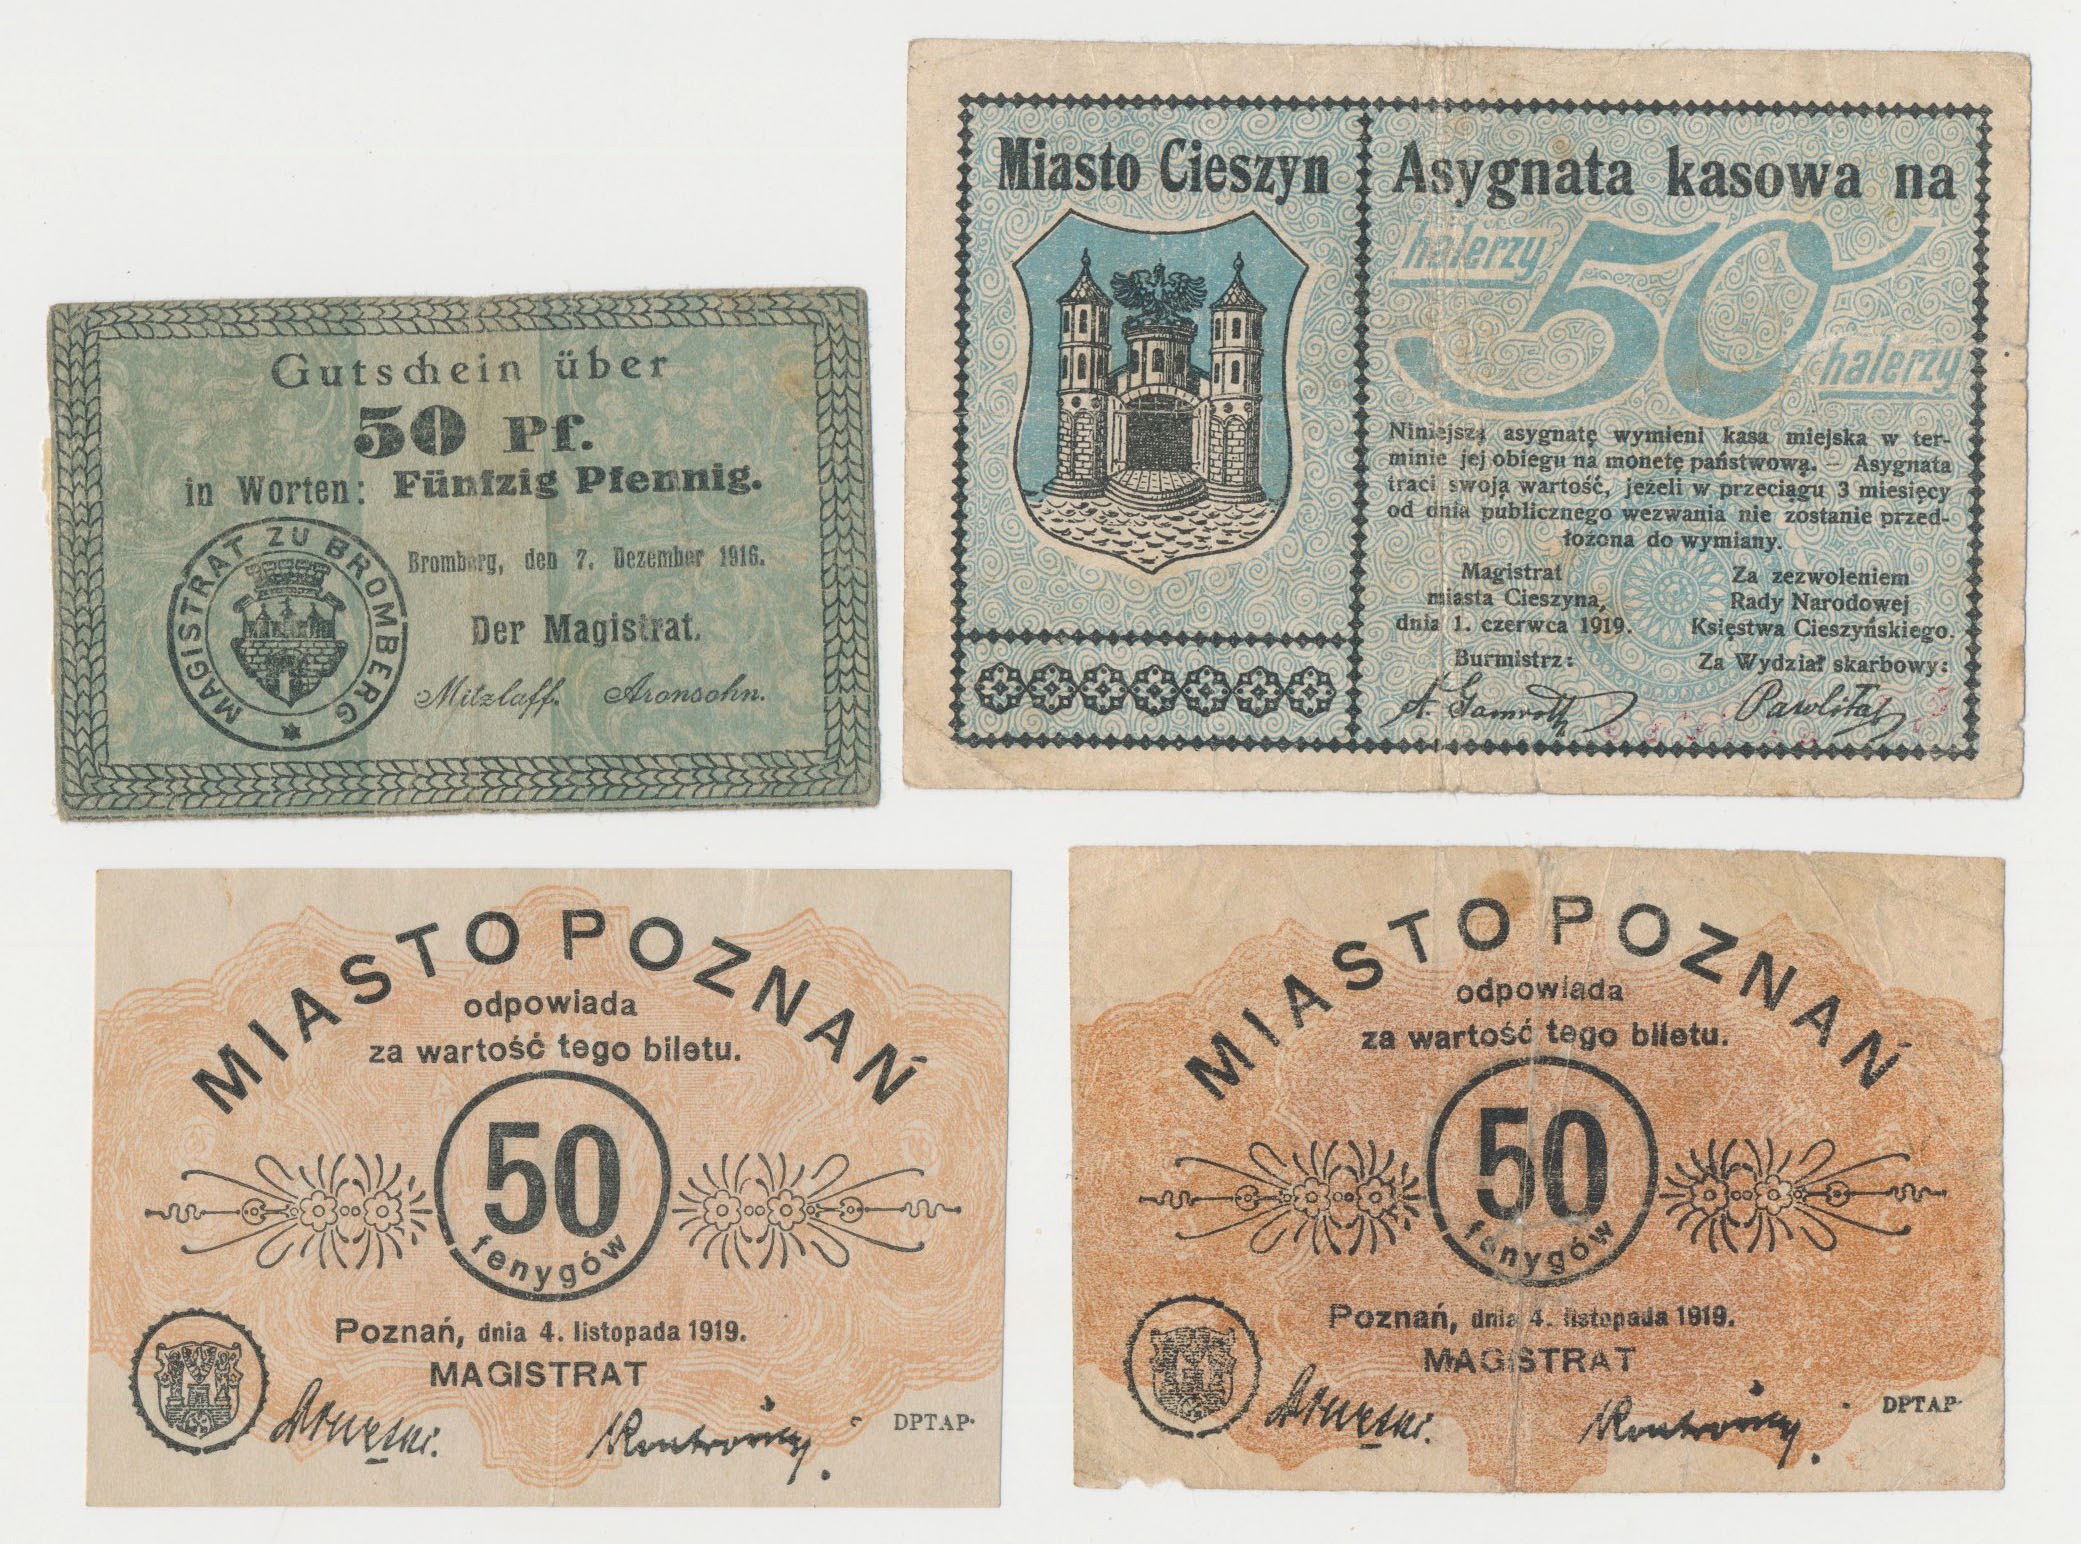 Gutschein über
50 Pf.
in Worten: Fünfzig Pfennig.
Bromberg, den 7. Dezember 1916.
Der Magistrat.
Mitzlaff. Aronsohn.
MAGISTRAT ZU BROMBERG
Miasto Cieszyn
Asygnata kasowa na
halerzy 50 halerzy
Niniejszą asygnatę wymieni kasa miejska w ter-
minie jej obiegu na monetę państwową. – Asygnata
traci swoją wartość, jeżeli w przeciągu 3 miesięcy
od dnia publicznego wezwania nie zostanie przed-
łożona do wymiany.
Magistrat
miasta Cieszyna,
dnia 1. czerwca 1919.
Burmistrz:
A. Gamroth
Za zezwoleniem
Rady Narodowej
Księstwa Cieszyńskiego.
Za Wydział skarbowy:
MIASTO POZNAŃ
odpowiada
za wartość tego biletu.
50
fenygów
Poznań, dnia 4. listopada 1919.
MAGISTRAT
DPTAP·
MIASTO POZNAŃ
odpowiada
za wartość tego biletu.
50
fenygów
Poznań, dnia 4. listopada 1919.
MAGISTRAT
DPTAP·